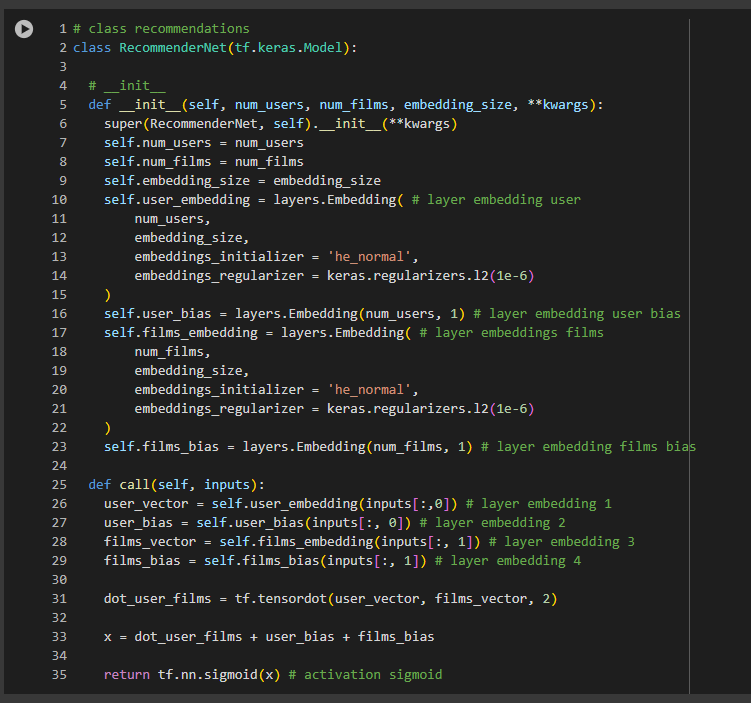 1 # class recommendations
2 class RecommenderNet(tf.keras.Model):
3
4 # __init__
5 def __init__(self, num_users, num_films, embedding_size, **kwargs):
6 super(RecommenderNet, self).__init__(**kwargs)
7 self.num_users = num_users
8 self.num_films = num_films
9 self.embedding_size = embedding_size
10 self.user_embedding = layers.Embedding( # layer embedding user
11 num_users,
12 embedding_size,
13 embeddings_initializer = 'he_normal',
14 embeddings_regularizer = keras.regularizers.l2(1e-6)
15 )
16 self.user_bias = layers.Embedding(num_users, 1) # layer embedding user bias
17 self.films_embedding = layers.Embedding( # layer embeddings films
18 num_films,
19 embedding_size,
20 embeddings_initializer = 'he_normal',
21 embeddings_regularizer = keras.regularizers.l2(1e-6)
22 )
23 self.films_bias = layers.Embedding(num_films, 1) # layer embedding films bias
24
25 def call(self, inputs):
26 user_vector = self.user_embedding(inputs[:,0]) # layer embedding 1
27 user_bias = self.user_bias(inputs[:, 0]) # layer embedding 2
28 films_vector = self.films_embedding(inputs[:, 1]) # layer embedding 3
29 films_bias = self.films_bias(inputs[:, 1]) # layer embedding 4
30
31 dot_user_films = tf.tensordot(user_vector, films_vector, 2)
32
33 x = dot_user_films + user_bias + films_bias
34
35 return tf.nn.sigmoid(x) # activation sigmoid